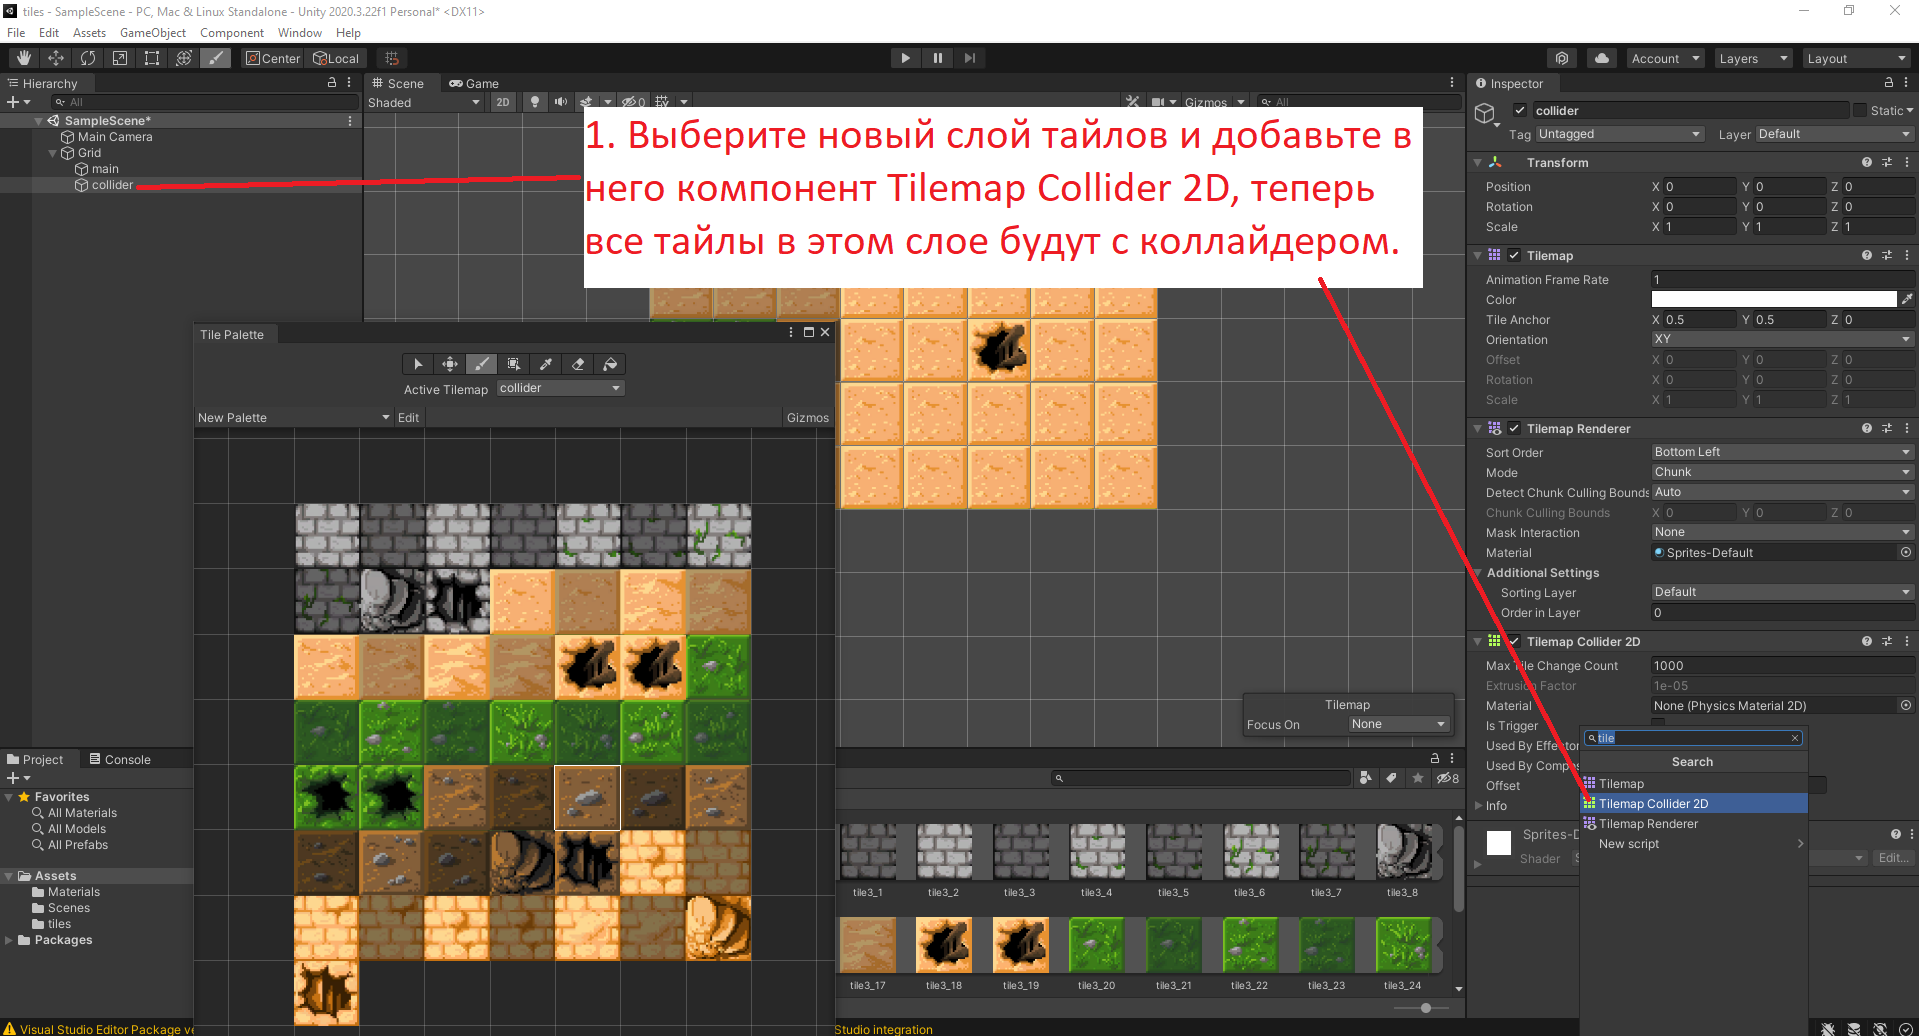 tiles - SampleScene - PC, Mac & Linux Standalone - Unity 2020.3.22f1 Personal* <DX11>
File Edit Assets GameObject Component Window Help
Center Local
Account Layers Layout
Hierarchy
All
SampleScene*
Main Camera
Grid
main
collider
Scene Game
Shaded 2D 0 Gizmos All
1. Выберите новый слой тайлов и добавьте в
него компонент Tilemap Collider 2D, теперь
все тайлы в этом слое будут с коллайдером.
Tile Palette
Active Tilemap collider
New Palette Edit Gizmos
Tilemap
Focus On None
Inspector
collider Static
Tag Untagged Layer Default
Transform
Position X 0 Y 0 Z 0
Rotation X 0 Y 0 Z 0
Scale X 1 Y 1 Z 1
Tilemap
Animation Frame Rate 1
Color
Tile Anchor X 0.5 Y 0.5 Z 0
Orientation XY
Offset X 0 Y 0 Z 0
Rotation X 0 Y 0 Z 0
Scale X 1 Y 1 Z 1
Tilemap Renderer
Sort Order Bottom Left
Mode Chunk
Detect Chunk Culling Bounds Auto
Chunk Culling Bounds X 0 Y 0 Z 0
Mask Interaction None
Material Sprites-Default
Additional Settings
Sorting Layer Default
Order in Layer 0
Tilemap Collider 2D
Max Tile Change Count 1000
Extrusion Factor 1e-05
Material None (Physics Material 2D)
Is Trigger
Used By Effector
Used By Compo
Offset
Info
Sprites-D
Shader S Edit...
tile
Search
Tilemap
Tilemap Collider 2D
Tilemap Renderer
New script
Project Console
Favorites
All Materials
All Models
All Prefabs
Assets
Materials
Scenes
tiles
Packages
8
tile3_1 tile3_2 tile3_3 tile3_4 tile3_5 tile3_6 tile3_7 tile3_8
tile3_17 tile3_18 tile3_19 tile3_20 tile3_21 tile3_22 tile3_23 tile3_24
Visual Studio Editor Package ve
Studio integration